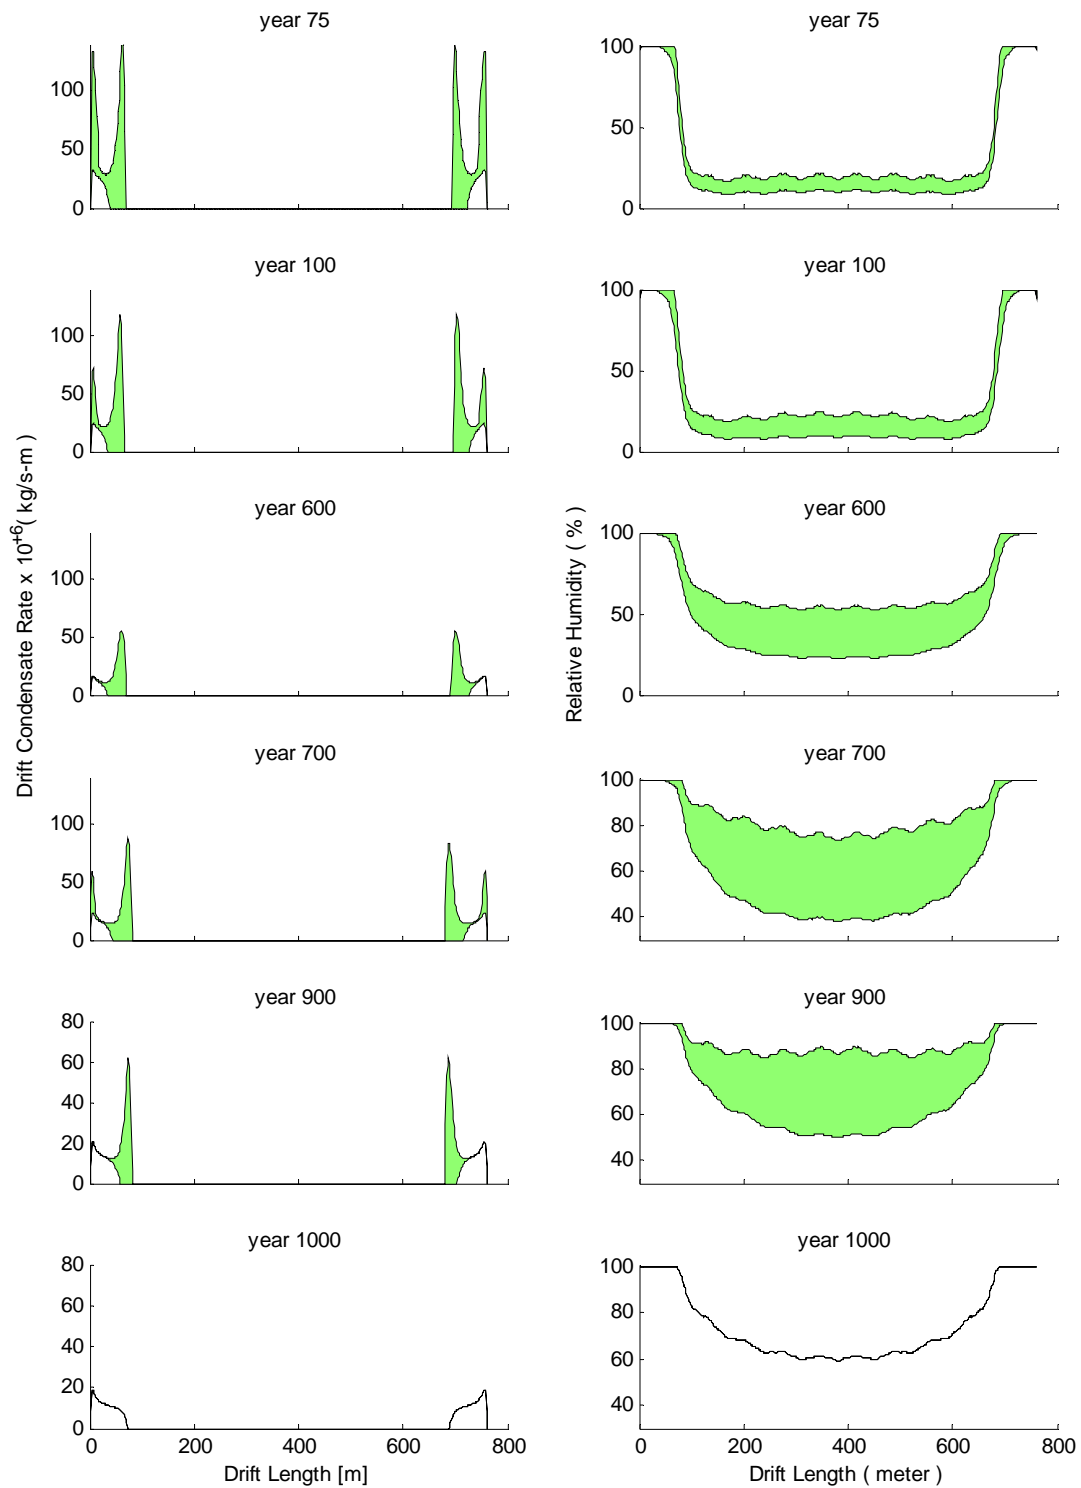 year 75
100
50
0
year 75
100
50
0
year 100
100
50
0
year 100
100
50
0
year 600
100
50
0
year 600
100
50
0
year 700
100
50
0
year 700
100
80
60
40
year 900
80
60
40
20
0
year 900
100
80
60
40
year 1000
80
60
40
20
0
0 200 400 600 800
Drift Length [m]
year 1000
100
80
60
40
0 200 400 600 800
Drift Length ( meter )
Drift Condensate Rate x 10+6( kg/s-m )
Relative Humidity ( % )